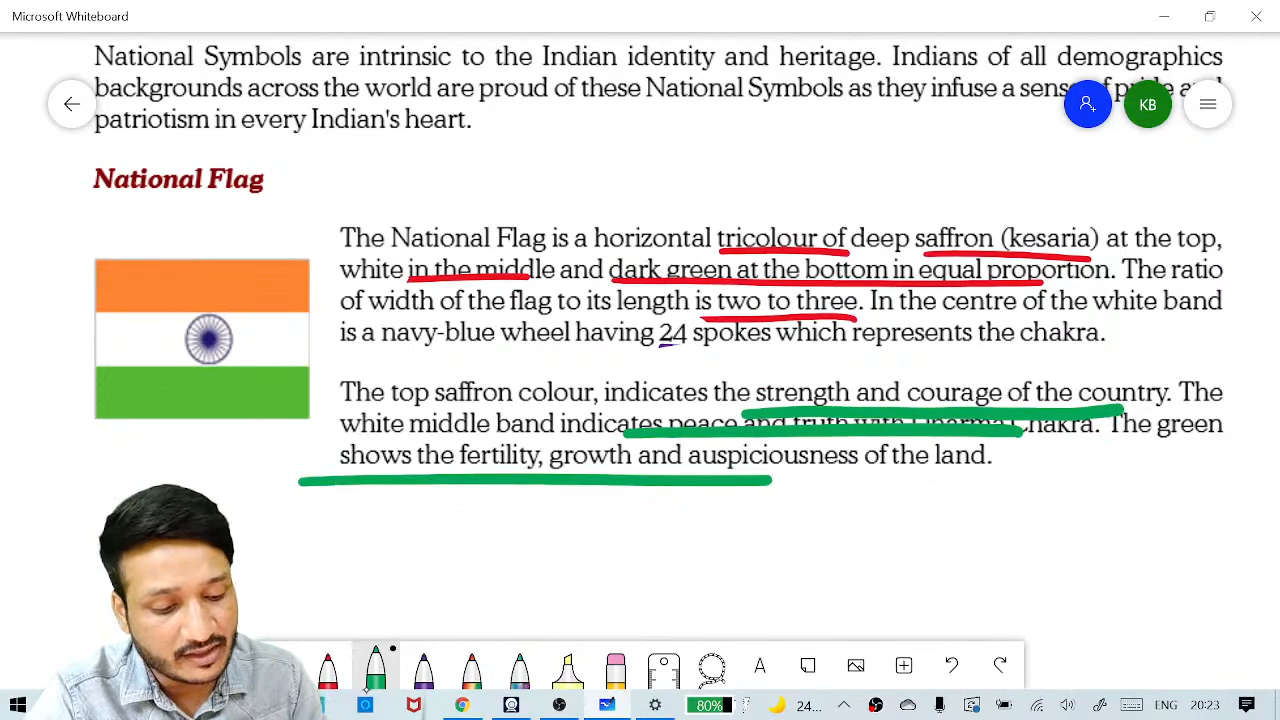 Microsoft Whiteboard
National Symbols are intrinsic to the Indian identity and heritage. Indians of all demographics
backgrounds across the world are proud of these National Symbols as they infuse a sense of pride and
patriotism in every Indian's heart.
KB
National Flag
The National Flag is a horizontal tricolour of deep saffron (kesaria) at the top,
white in the middle and dark green at the bottom in equal proportion. The ratio
of width of the flag to its length is two to three. In the centre of the white band
is a navy-blue wheel having 24 spokes which represents the chakra.
The top saffron colour, indicates the strength and courage of the country. The
white middle band indicates peace and truth with Dharma Chakra. The green
shows the fertility, growth and auspiciousness of the land.
A
80%
24...
ENG
20:23